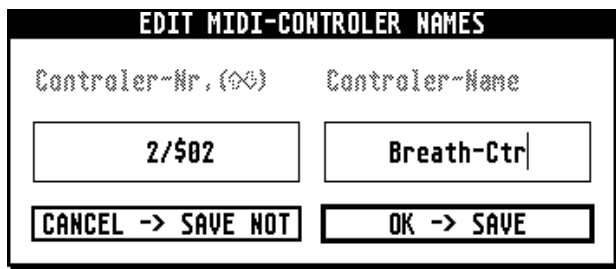 EDIT MIDI-CONTROLER NAMES
Controler-Nr.(⇧⇩) Controler-Name
2/$02 Breath-Ctr
CANCEL -> SAVE NOT OK -> SAVE